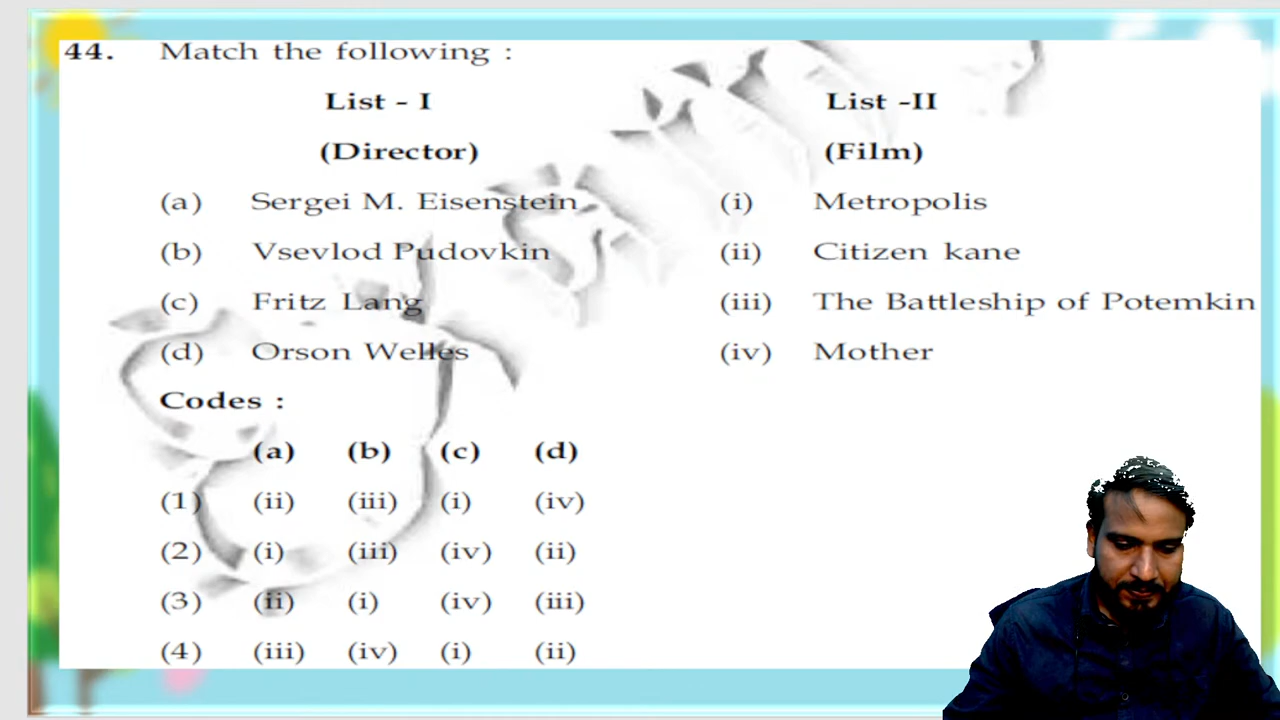 44. Match the following :
List - I List -II
(Director) (Film)
(a) Sergei M. Eisenstein (i) Metropolis
(b) Vsevlod Pudovkin (ii) Citizen kane
(c) Fritz Lang (iii) The Battleship of Potemkin
(d) Orson Welles (iv) Mother
Codes :
(a) (b) (c) (d)
(1) (ii) (iii) (i) (iv)
(2) (i) (iii) (iv) (ii)
(3) (ii) (i) (iv) (iii)
(4) (iii) (iv) (i) (ii)